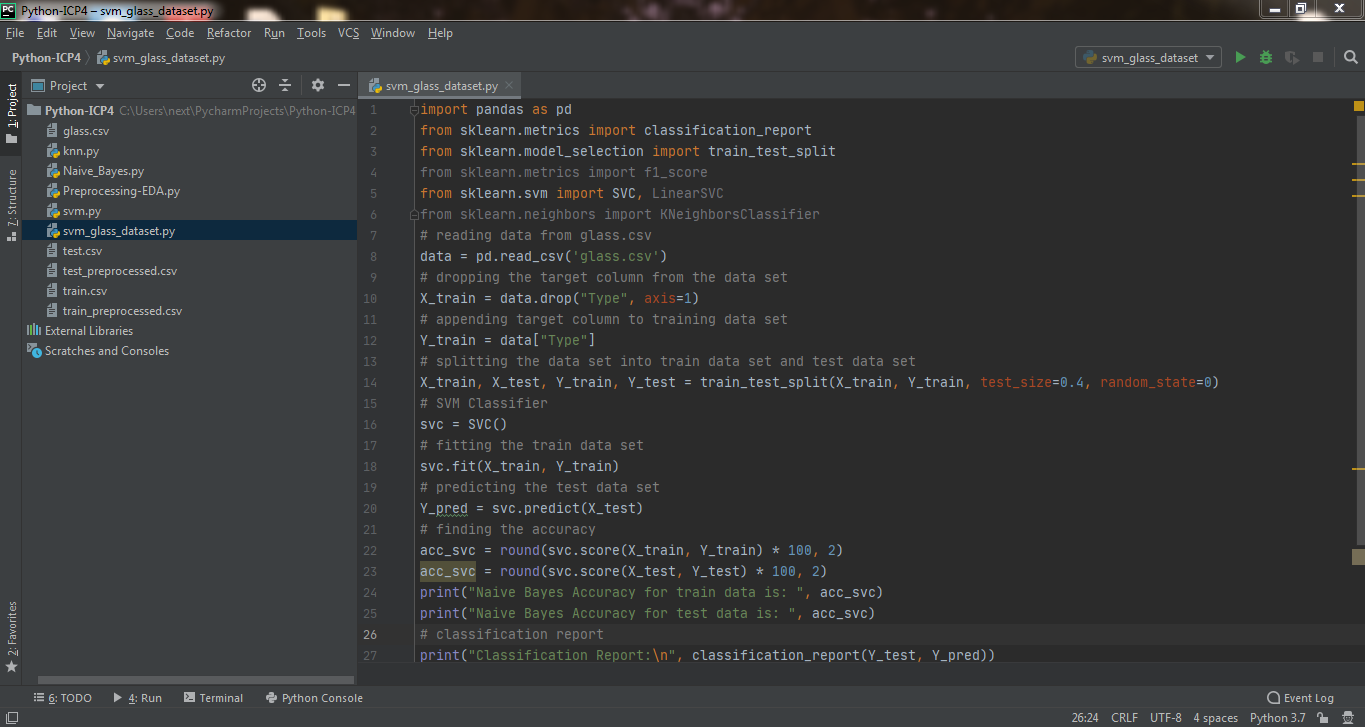 PC Python-ICP4 – svm_glass_dataset.py
File Edit View Navigate Code Refactor Run Tools VCS Window Help
Python-ICP4 svm_glass_dataset.py svm_glass_dataset
Project svm_glass_dataset.py
1: Project
7: Structure
2: Favorites
Python-ICP4 C:\Users\next\PycharmProjects\Python-ICP4
glass.csv
knn.py
Naive_Bayes.py
Preprocessing-EDA.py
svm.py
svm_glass_dataset.py
test.csv
test_preprocessed.csv
train.csv
train_preprocessed.csv
External Libraries
Scratches and Consoles
1 import pandas as pd
2 from sklearn.metrics import classification_report
3 from sklearn.model_selection import train_test_split
4 from sklearn.metrics import f1_score
5 from sklearn.svm import SVC, LinearSVC
6 from sklearn.neighbors import KNeighborsClassifier
7 # reading data from glass.csv
8 data = pd.read_csv('glass.csv')
9 # dropping the target column from the data set
10 X_train = data.drop("Type", axis=1)
11 # appending target column to training data set
12 Y_train = data["Type"]
13 # splitting the data set into train data set and test data set
14 X_train, X_test, Y_train, Y_test = train_test_split(X_train, Y_train, test_size=0.4, random_state=0)
15 # SVM Classifier
16 svc = SVC()
17 # fitting the train data set
18 svc.fit(X_train, Y_train)
19 # predicting the test data set
20 Y_pred = svc.predict(X_test)
21 # finding the accuracy
22 acc_svc = round(svc.score(X_train, Y_train) * 100, 2)
23 acc_svc = round(svc.score(X_test, Y_test) * 100, 2)
24 print("Naive Bayes Accuracy for train data is: ", acc_svc)
25 print("Naive Bayes Accuracy for test data is: ", acc_svc)
26 # classification report
27 print("Classification Report:\n", classification_report(Y_test, Y_pred))
6: TODO 4: Run Terminal Python Console Event Log
26:24 CRLF UTF-8 4 spaces Python 3.7